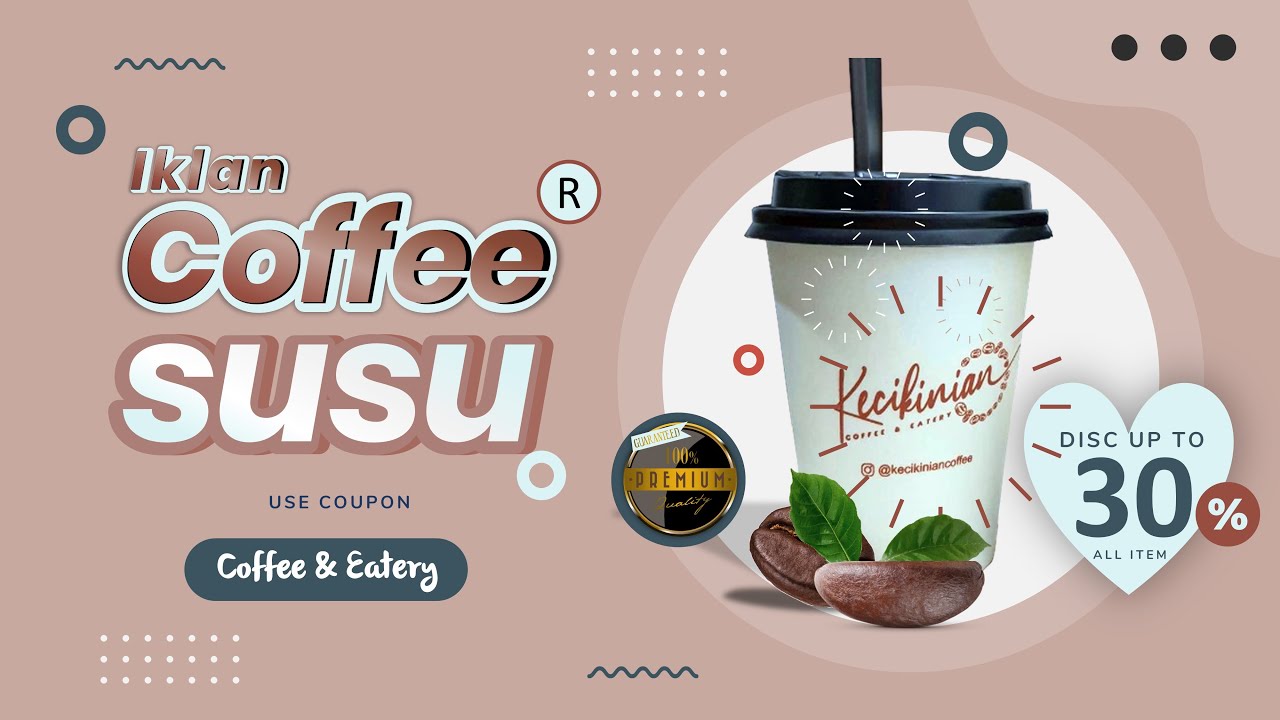 Iklan
Coffee
R
susu
USE COUPON
Coffee & Eatery
GUARANTEED
100%
PREMIUM
Quality
Kecikinian
COFFEE & EATERY
@kecikiniancoffee
DISC UP TO
30
%
ALL ITEM